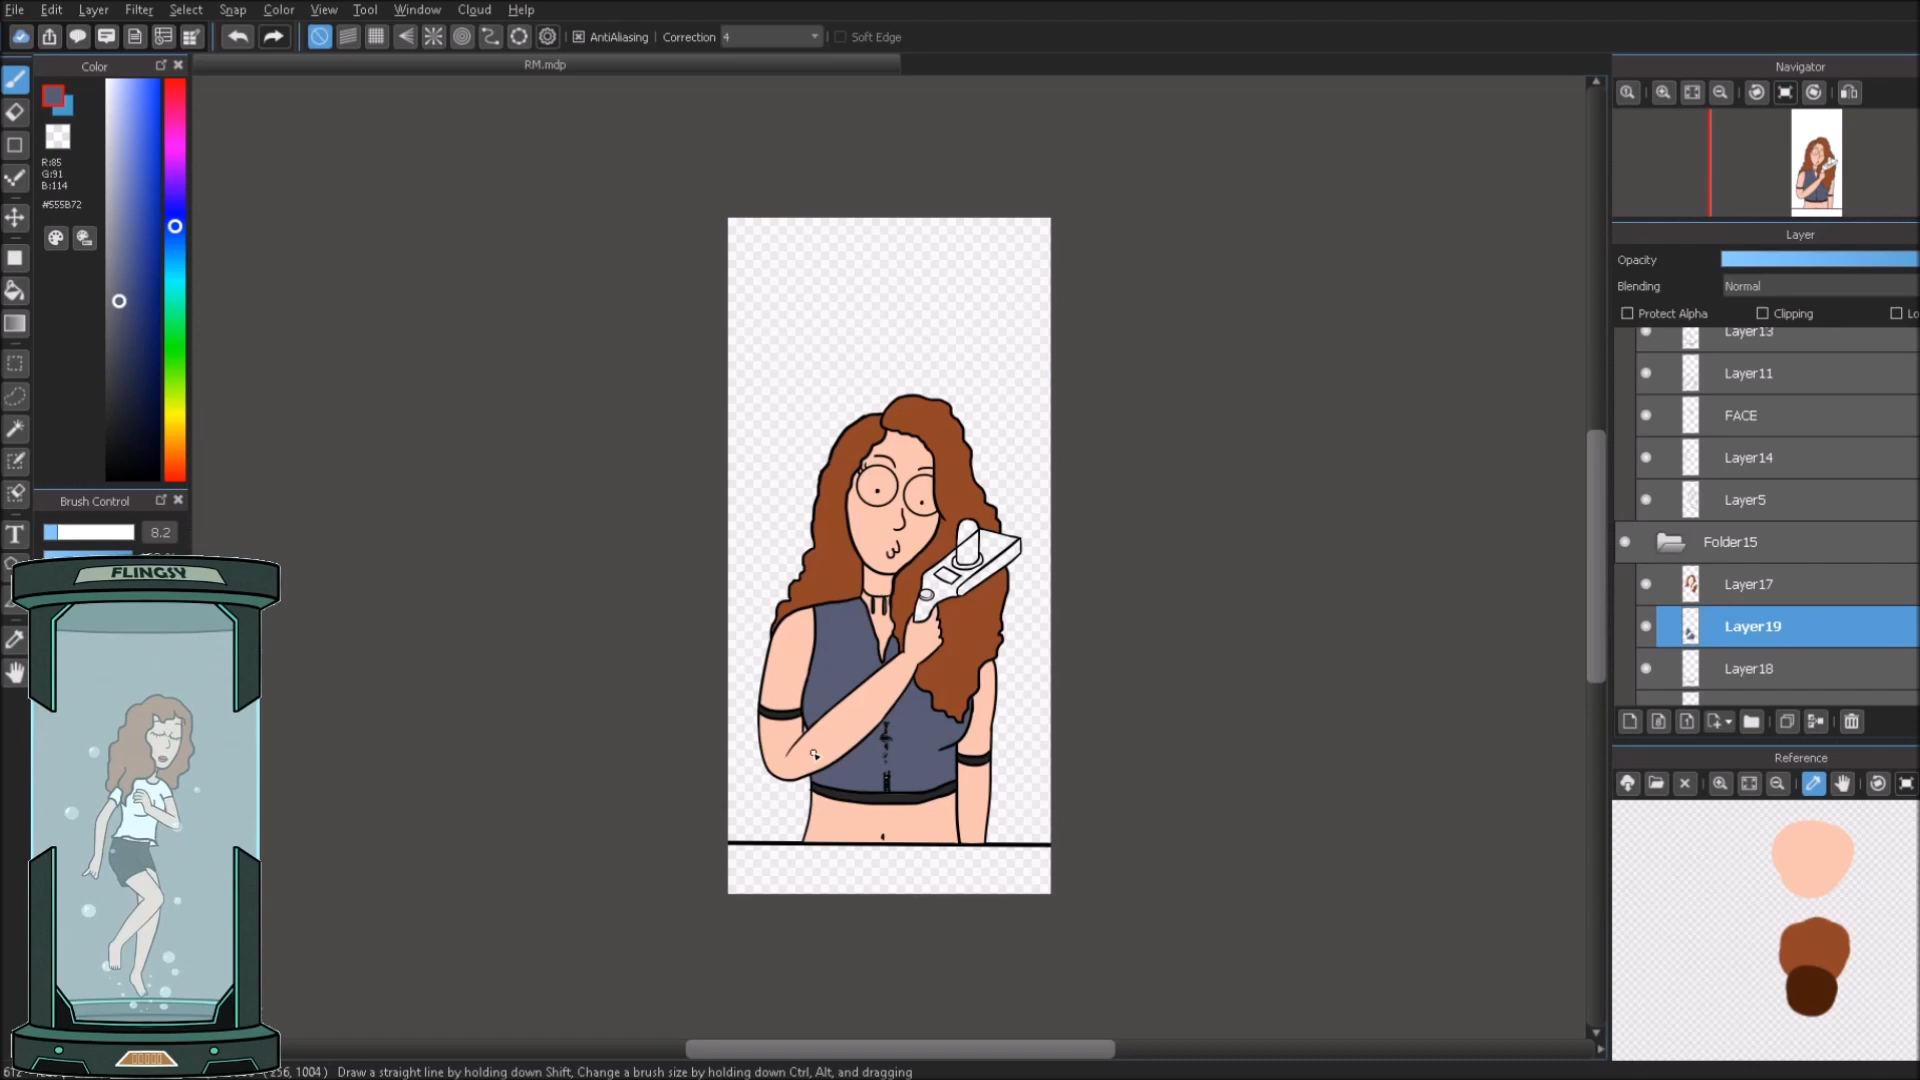 File Edit Layer Filter Select Snap Color View Tool Window Cloud Help
AntiAliasing Correction 4 Soft Edge
Color
RM.mdp
Navigator
R:85
G:91
B:114
#555B72
Layer
Opacity
Blending Normal
Protect Alpha Clipping Lo
Layer13
Layer11
FACE
Layer14
Layer5
Folder15
Layer17
Layer19
Layer18
Brush Control
8.2
T
FLINGSY
Reference
Draw a straight line by holding down Shift, Change a brush size by holding down Ctrl, Alt, and dragging